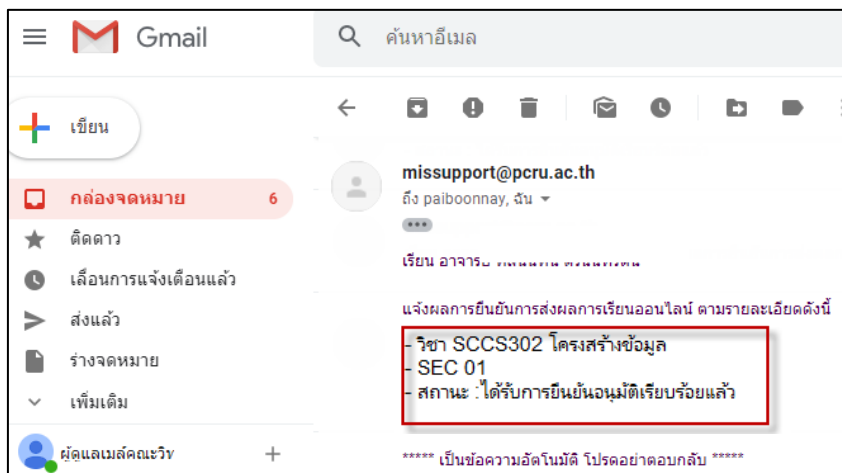 Gmail
ค้นหาอีเมล
เขียน
กล่องจดหมาย 6
ติดดาว
เลื่อนการแจ้งเตือนแล้ว
ส่งแล้ว
ร่างจดหมาย
เพิ่มเติม
ผู้ดูแลเมล์คณะวิท
missupport@pcru.ac.th
ถึง paiboonnay, ฉัน
เรียน อาจารย์
แจ้งผลการยืนยันการส่งผลการเรียนออนไลน์ ตามรายละเอียดดังนี้
- วิชา SCCS302 โครงสร้างข้อมูล
- SEC 01
- สถานะ :ได้รับการยืนยันอนุมัติเรียบร้อยแล้ว
***** เป็นข้อความอัตโนมัติ โปรดอย่าตอบกลับ *****